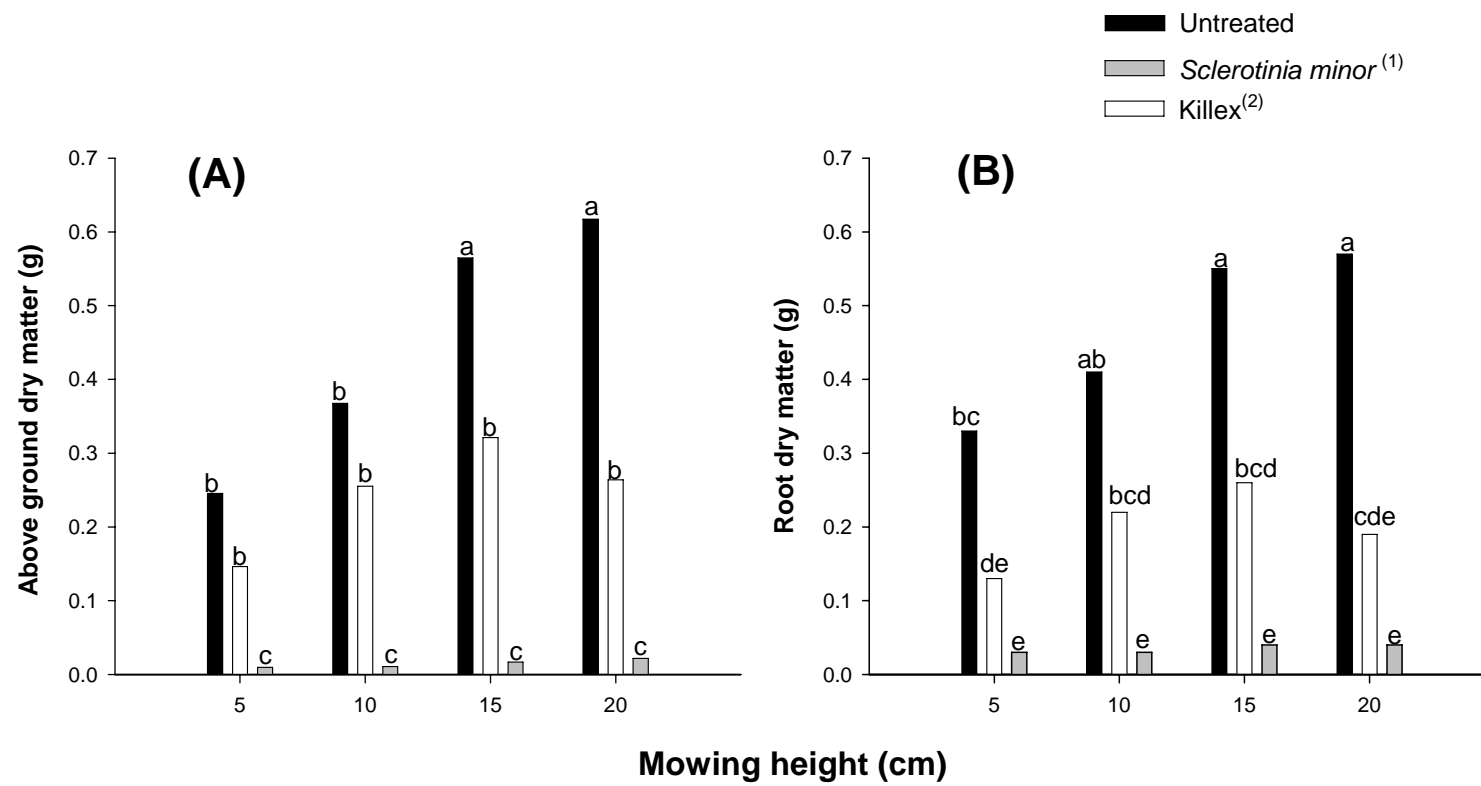 Untreated
Sclerotinia minor (1)
Killex(2)
(A)
Above ground dry matter (g)
0.7
0.6
0.5
0.4
0.3
0.2
0.1
0.0
a
a
b
b
b
b
b
b
c
c
c
c
5 10 15 20
(B)
Root dry matter (g)
0.7
0.6
0.5
0.4
0.3
0.2
0.1
0.0
a
a
ab
bc
bcd
bcd
cde
de
e
e
e
e
5 10 15 20
Mowing height (cm)